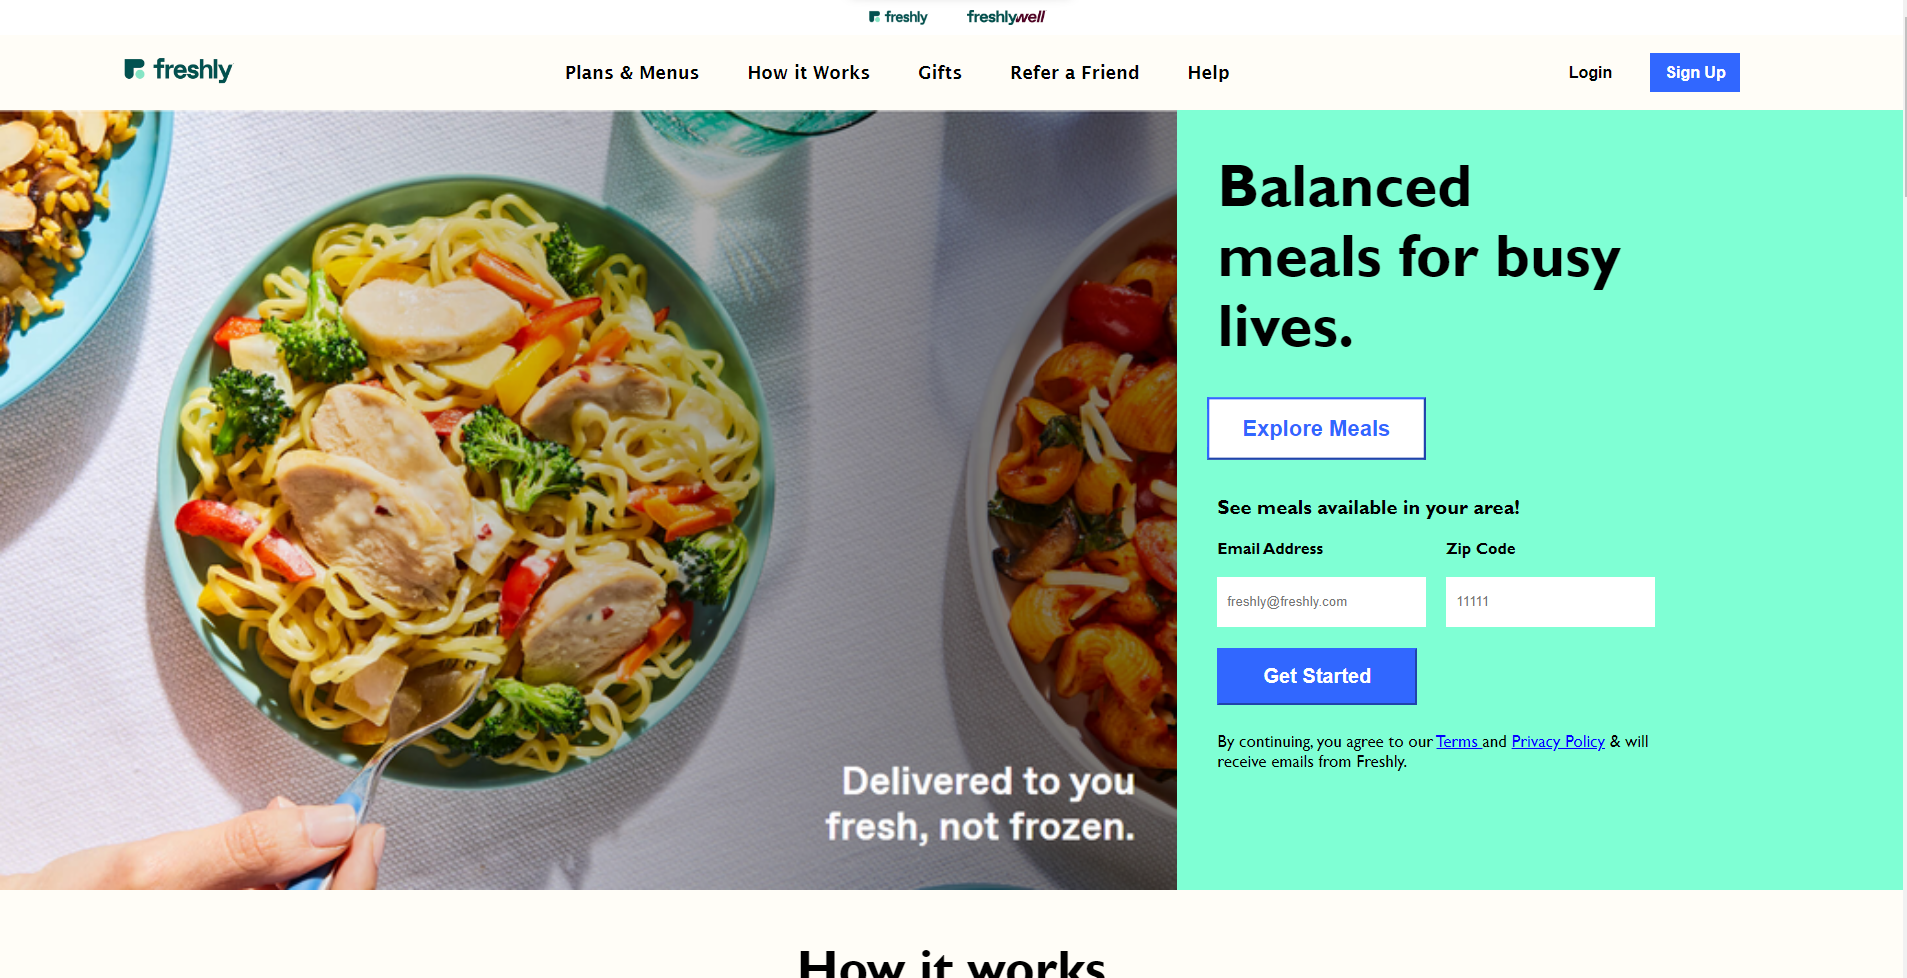 freshly freshlywell
freshly Plans & Menus How it Works Gifts Refer a Friend Help Login Sign Up
Balanced
meals for busy
lives.
Explore Meals
See meals available in your area!
Email Address Zip Code
freshly@freshly.com 11111
Get Started
By continuing, you agree to our Terms and Privacy Policy & will
receive emails from Freshly.
Delivered to you
fresh, not frozen.
How it works